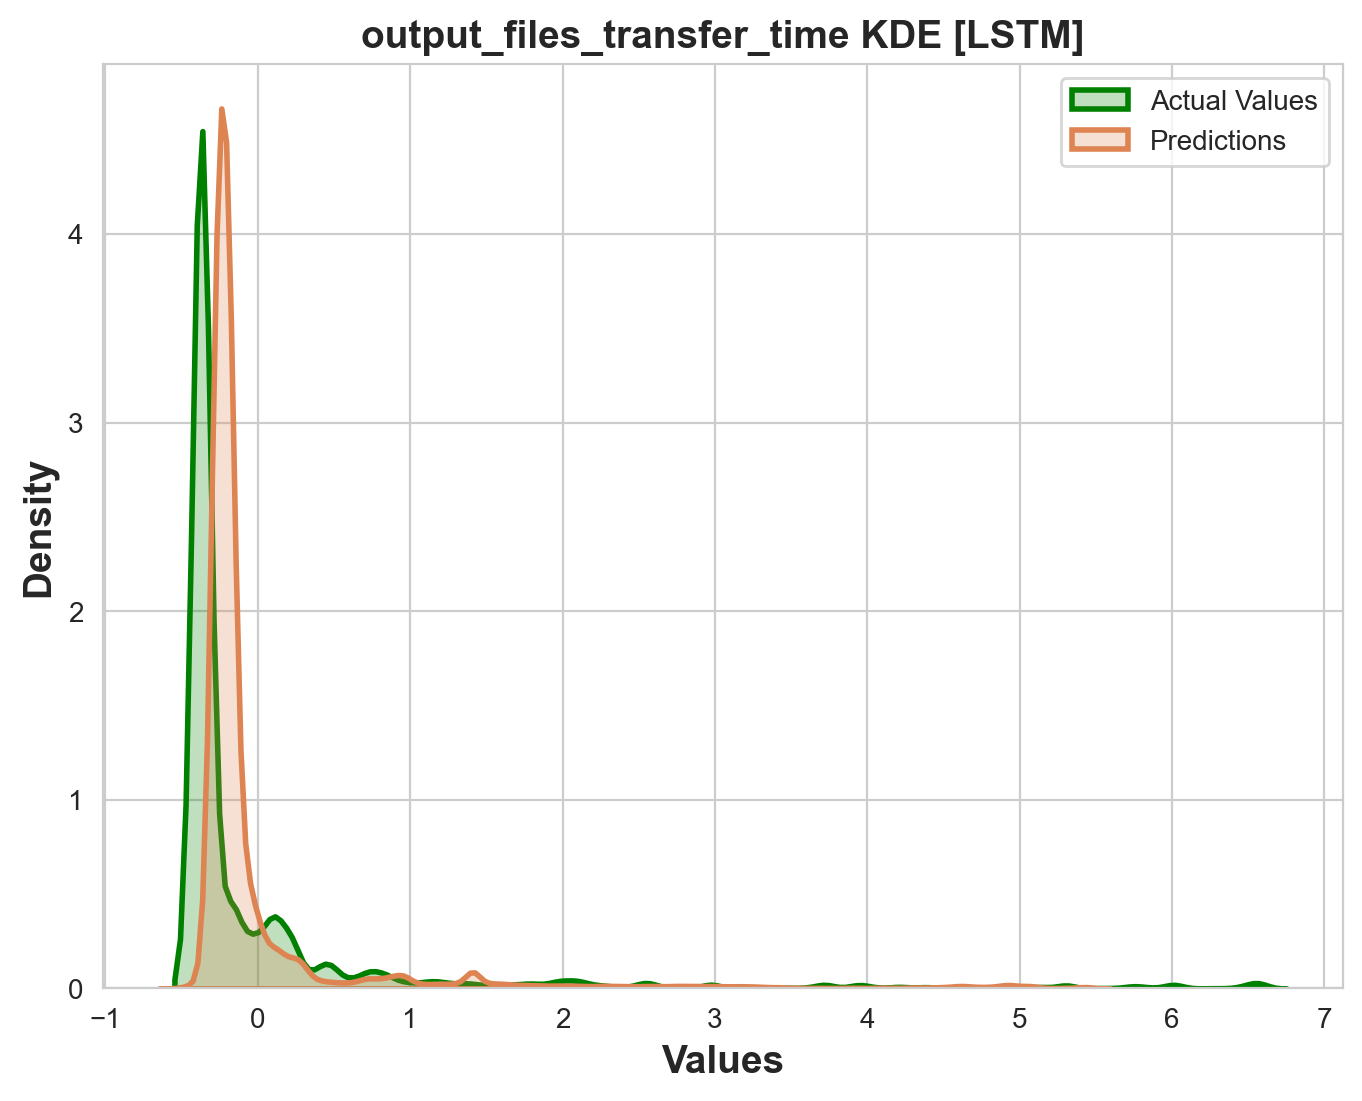 output_files_transfer_time KDE [LSTM]
Actual Values
Predictions
4
3
2
1
0
Density
−1 0 1 2 3 4 5 6 7
Values